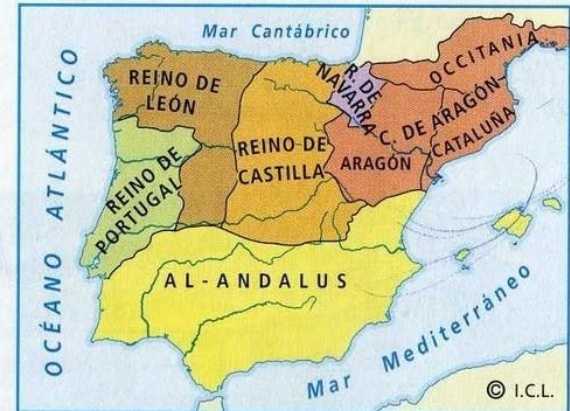 Mar Cantábrico
OCÉANO ATLÁNTICO
REINO DE
LEÓN
R. DE
NAVARRA
OCCITANIA
C. DE ARAGÓN-
CATALUÑA
ARAGÓN
REINO DE
CASTILLA
REINO DE
PORTUGAL
AL-ANDALUS
Mar Mediterráneo
© I.C.L.